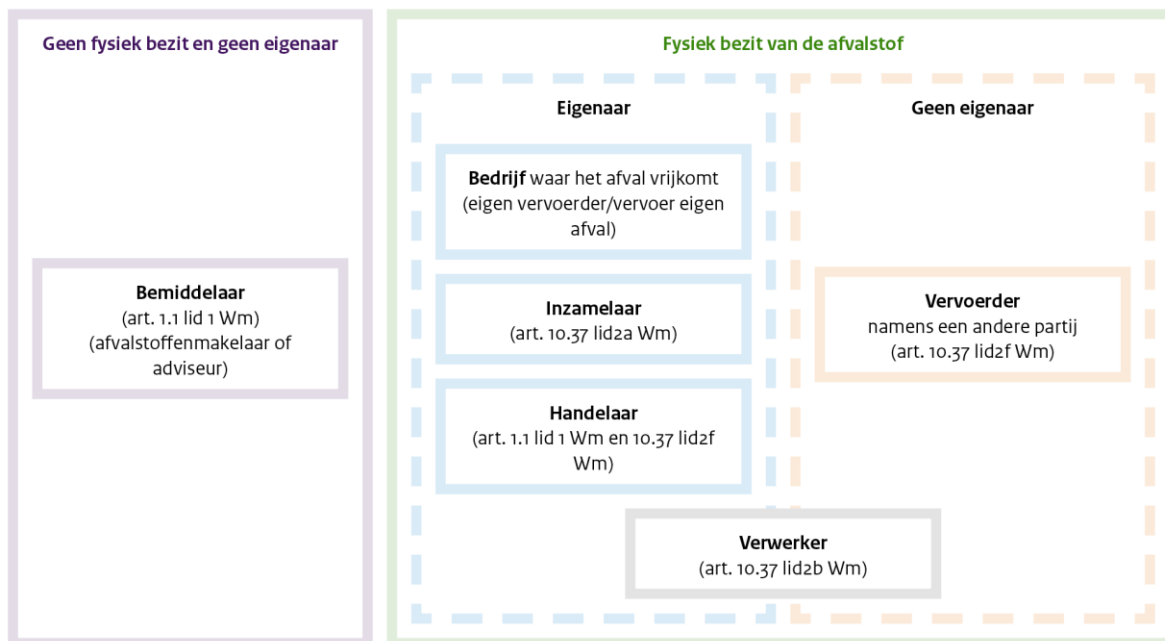 Geen fysiek bezit en geen eigenaar
Bemiddelaar
(art. 1.1 lid 1 Wm)
(afvalstoffenmakelaar of
adviseur)
Fysiek bezit van de afvalstof
Eigenaar
Bedrijf waar het afval vrijkomt
(eigen vervoerder/vervoer eigen
afval)
Inzamelaar
(art. 10.37 lid2a Wm)
Handelaar
(art. 1.1 lid 1 Wm en 10.37 lid2f
Wm)
Geen eigenaar
Vervoerder
namens een andere partij
(art. 10.37 lid2f Wm)
Verwerker
(art. 10.37 lid2b Wm)